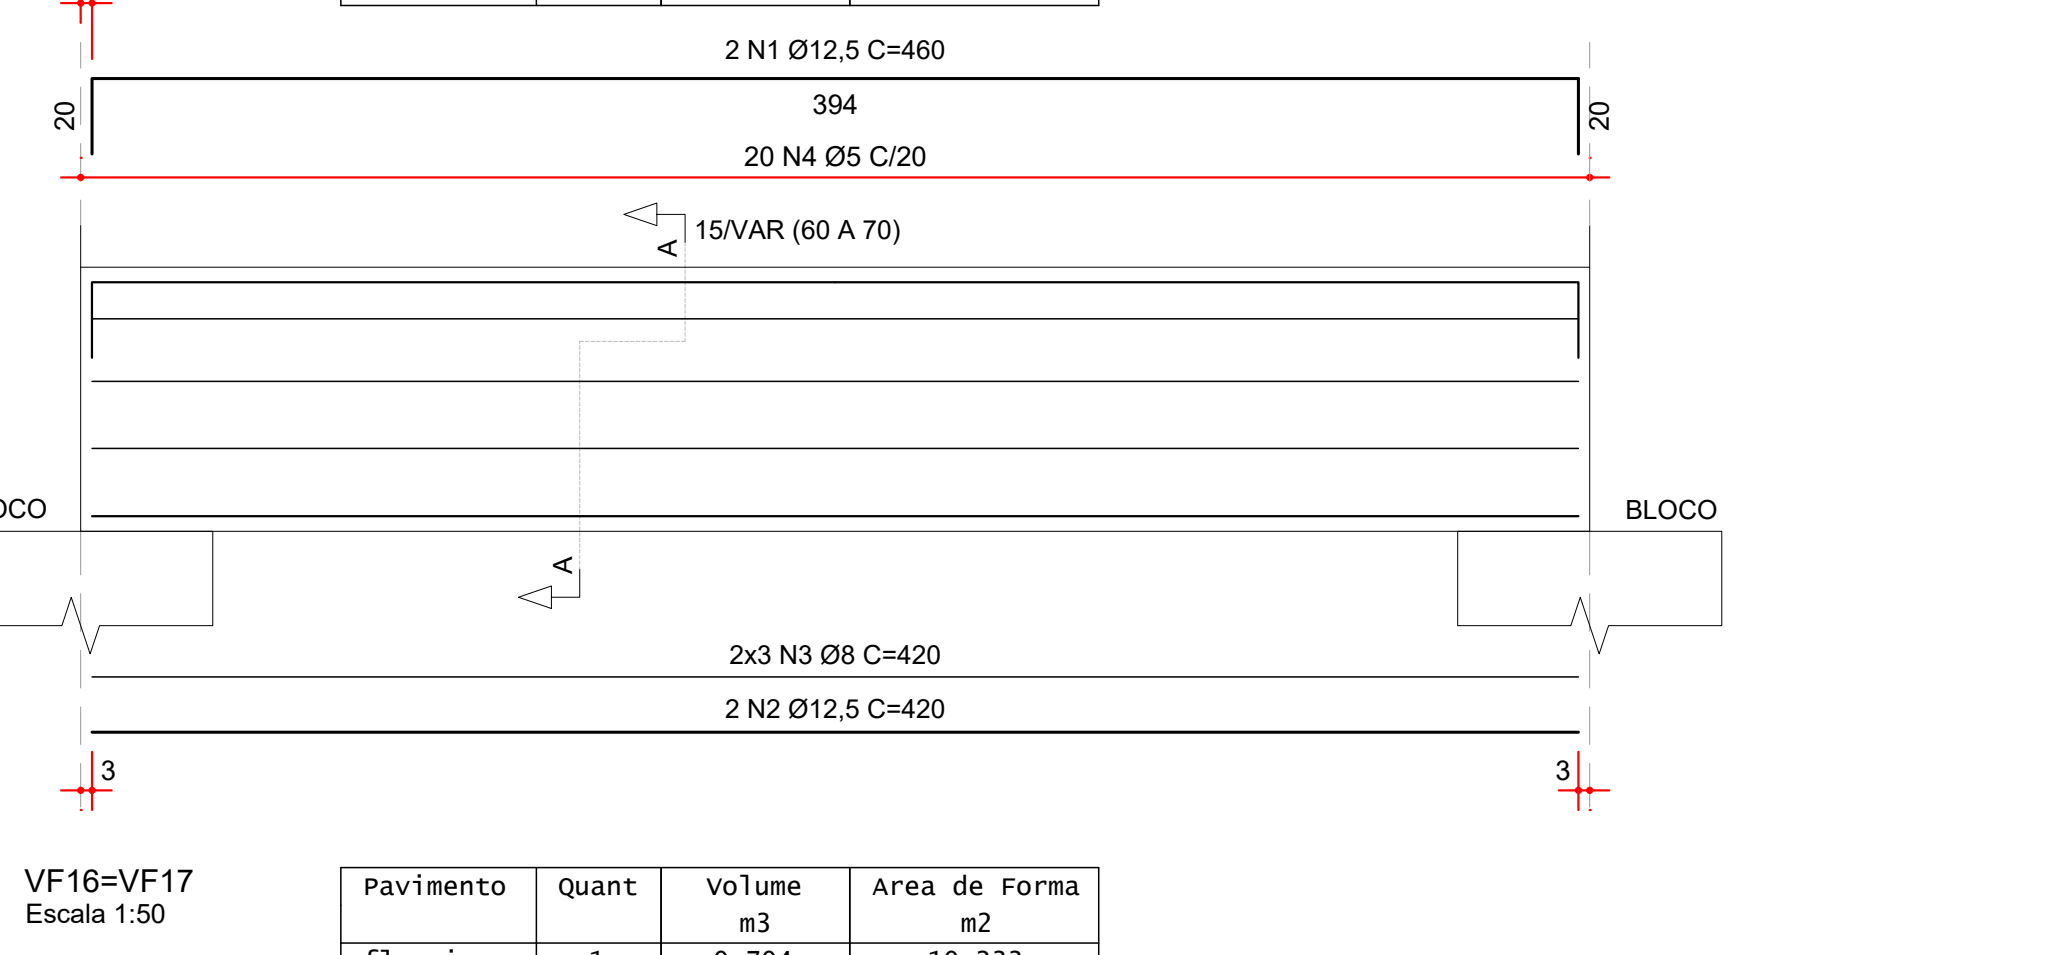 2 N1 Ø12,5 C=460
20
394
20
20 N4 Ø5 C/20
15/VAR (60 A 70)
A
BLOCO
A
2x3 N3 Ø8 C=420
2 N2 Ø12,5 C=420
3
3
VF16=VF17
Escala 1:50
Pavimento Quant Volume Area de Forma
m3 m2